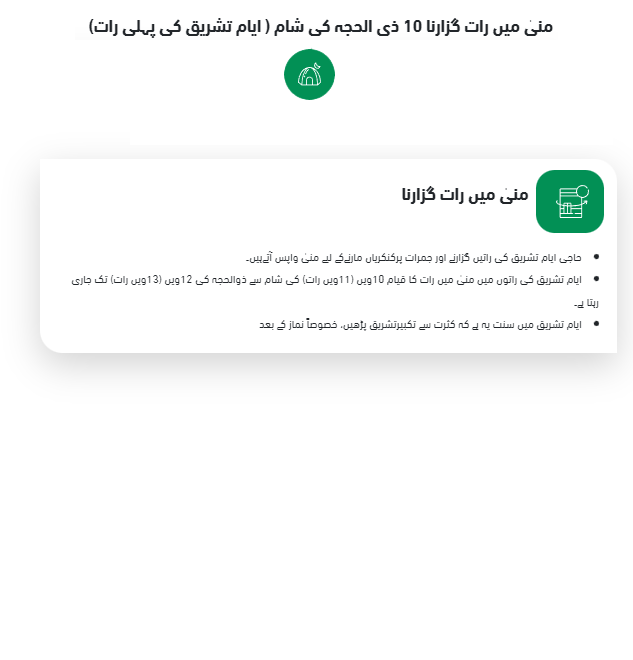 منیٰ میں رات گزارنا 10 ذی الحجہ کی شام ( ایام تشریق کی پہلی رات)
منیٰ میں رات گزارنا
حاجی ایام تشریق کی راتیں گزارنے اور جمرات پرکنکریاں مارنےکے لیے منیٰ واپس آتےہیں۔
ایام تشریق کی راتوں میں منیٰ میں رات کا قیام 10ویں (11ویں رات) کی شام سے ذوالحجہ کی 12ویں (13ویں رات) تک جاری
رہتا ہے۔
ایام تشریق میں سنت یہ ہے کہ کثرت سے تکبیرتشریق پڑھیں، خصوصاً نماز کے بعد